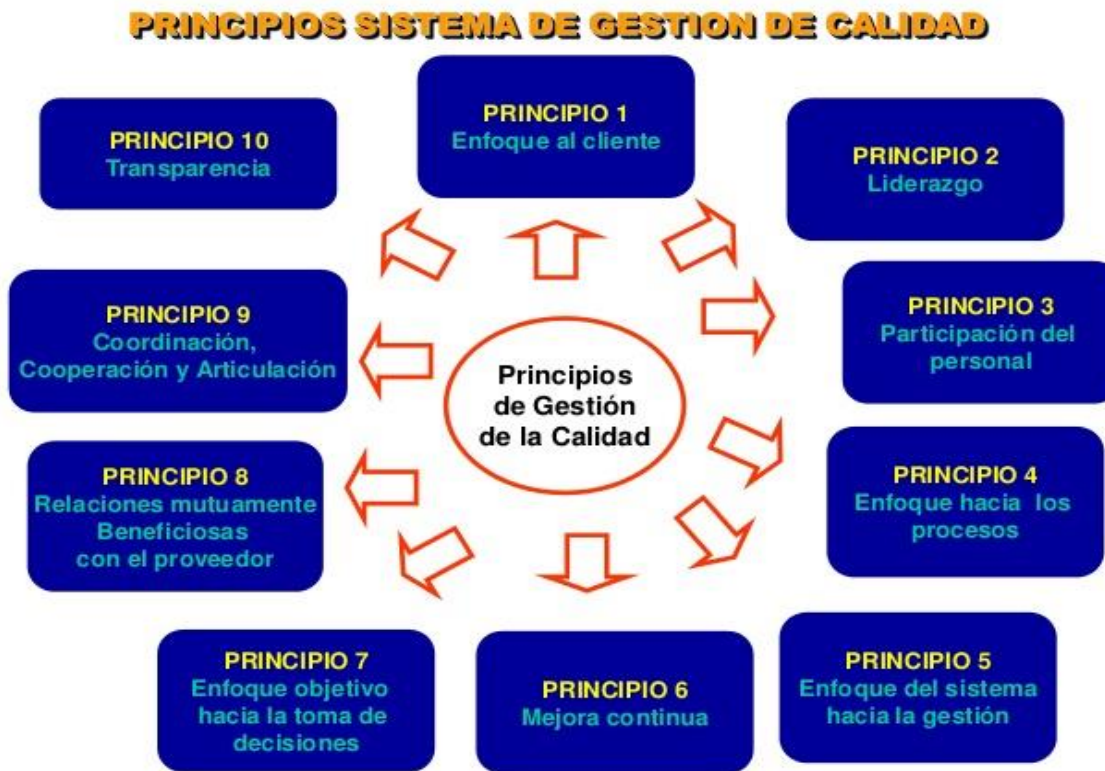 PRINCIPIOS SISTEMA DE GESTION DE CALIDAD
PRINCIPIO 1
Enfoque al cliente
PRINCIPIO 2
Liderazgo
PRINCIPIO 3
Participación del
personal
PRINCIPIO 4
Enfoque hacia los
procesos
PRINCIPIO 5
Enfoque del sistema
hacia la gestión
PRINCIPIO 6
Mejora continua
PRINCIPIO 7
Enfoque objetivo
hacia la toma de
decisiones
PRINCIPIO 8
Relaciones mutuamente
Beneficiosas
con el proveedor
PRINCIPIO 9
Coordinación,
Cooperación y Articulación
PRINCIPIO 10
Transparencia
Principios
de Gestión
de la Calidad